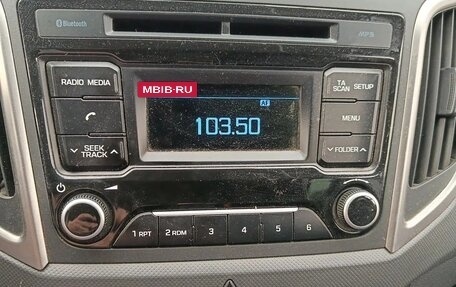 Bluetooth
MP3
RADIO MEDIA
MBIB-RU
TA SCAN SETUP
AF
103.50
MENU
SEEK TRACK
FOLDER
1 RPT 2 RDM 3 4 5 6